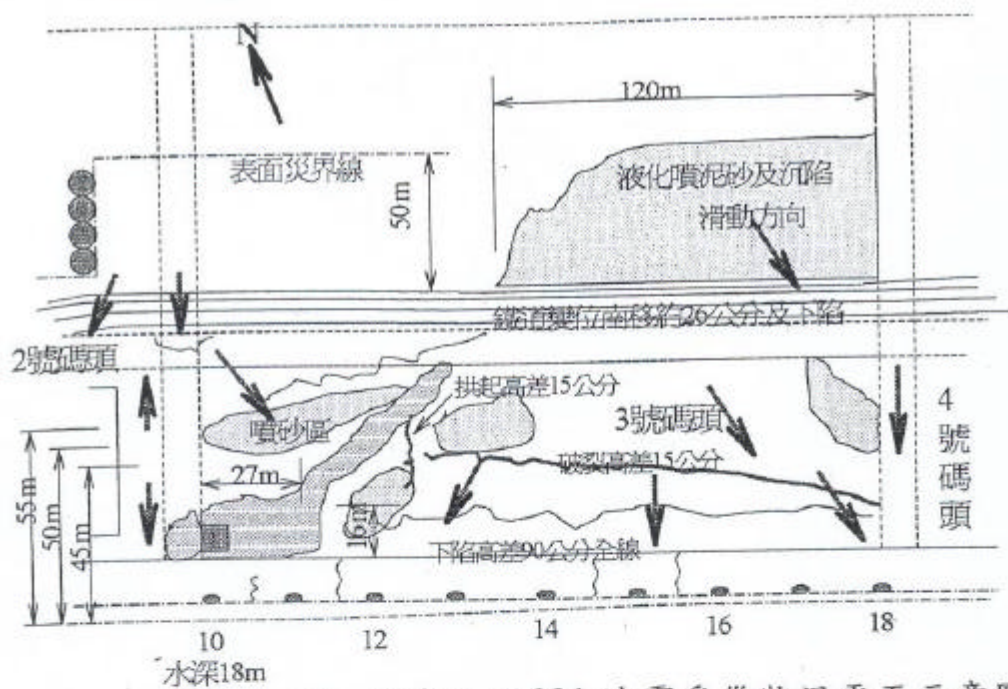 N
120m
表面災界線
50m
液化噴泥砂及沉陷
滑動方向
鐵道變位南移約26公分及下陷
2號碼頭
拱起高差15公分
3號碼頭
4號碼頭
噴砂區
破裂高差15公分
27m
55m
50m
45m
16m
下陷高差90公分全線
10
12
14
16
18
水深18m